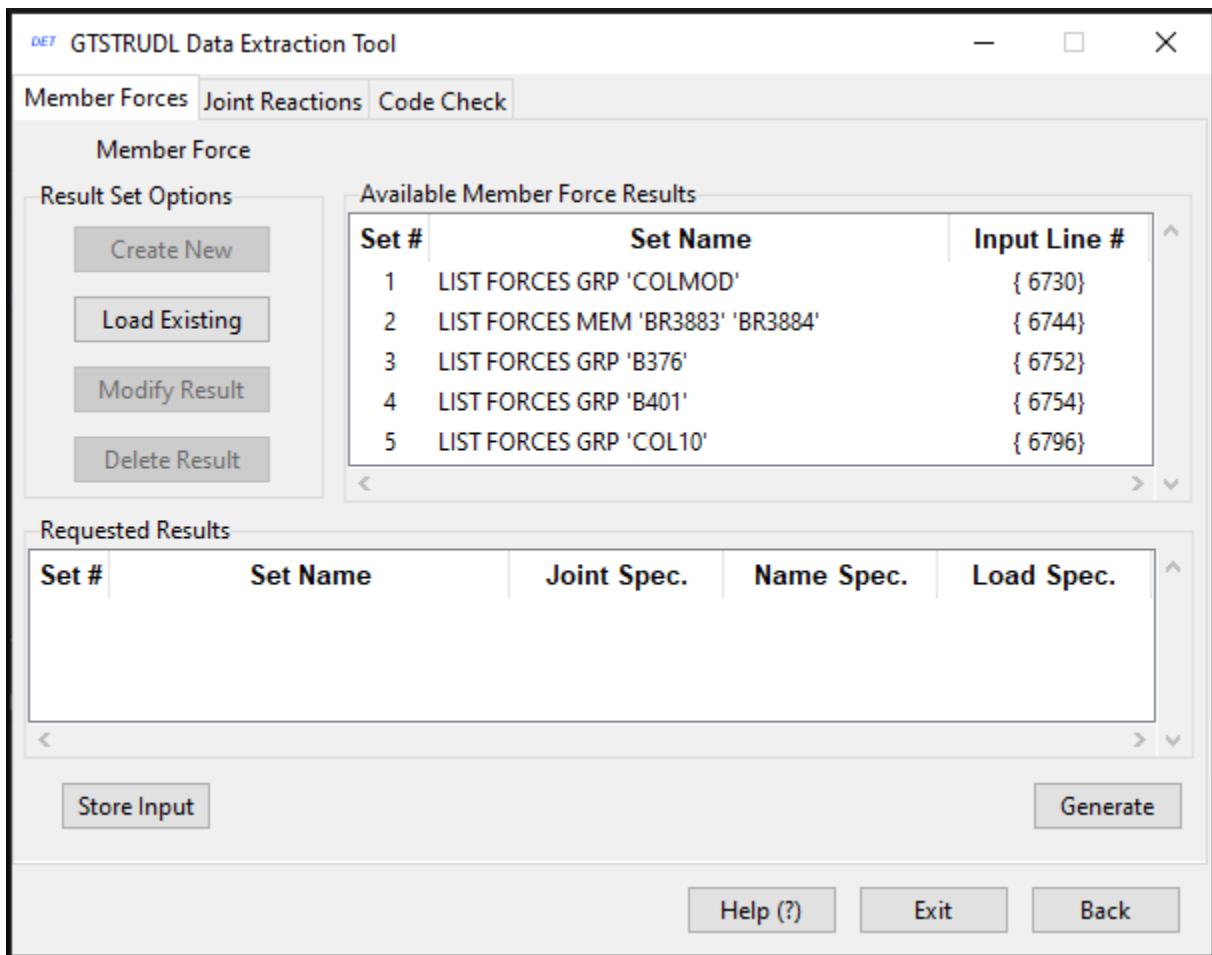 DET GTSTRUDL Data Extraction Tool
Member Forces Joint Reactions Code Check
Member Force
Result Set Options
Create New
Load Existing
Modify Result
Delete Result
Available Member Force Results
Set # Set Name Input Line #
1 LIST FORCES GRP 'COLMOD' { 6730}
2 LIST FORCES MEM 'BR3883' 'BR3884' { 6744}
3 LIST FORCES GRP 'B376' { 6752}
4 LIST FORCES GRP 'B401' { 6754}
5 LIST FORCES GRP 'COL10' { 6796}
Requested Results
Set # Set Name Joint Spec. Name Spec. Load Spec.
Store Input Generate
Help (?) Exit Back